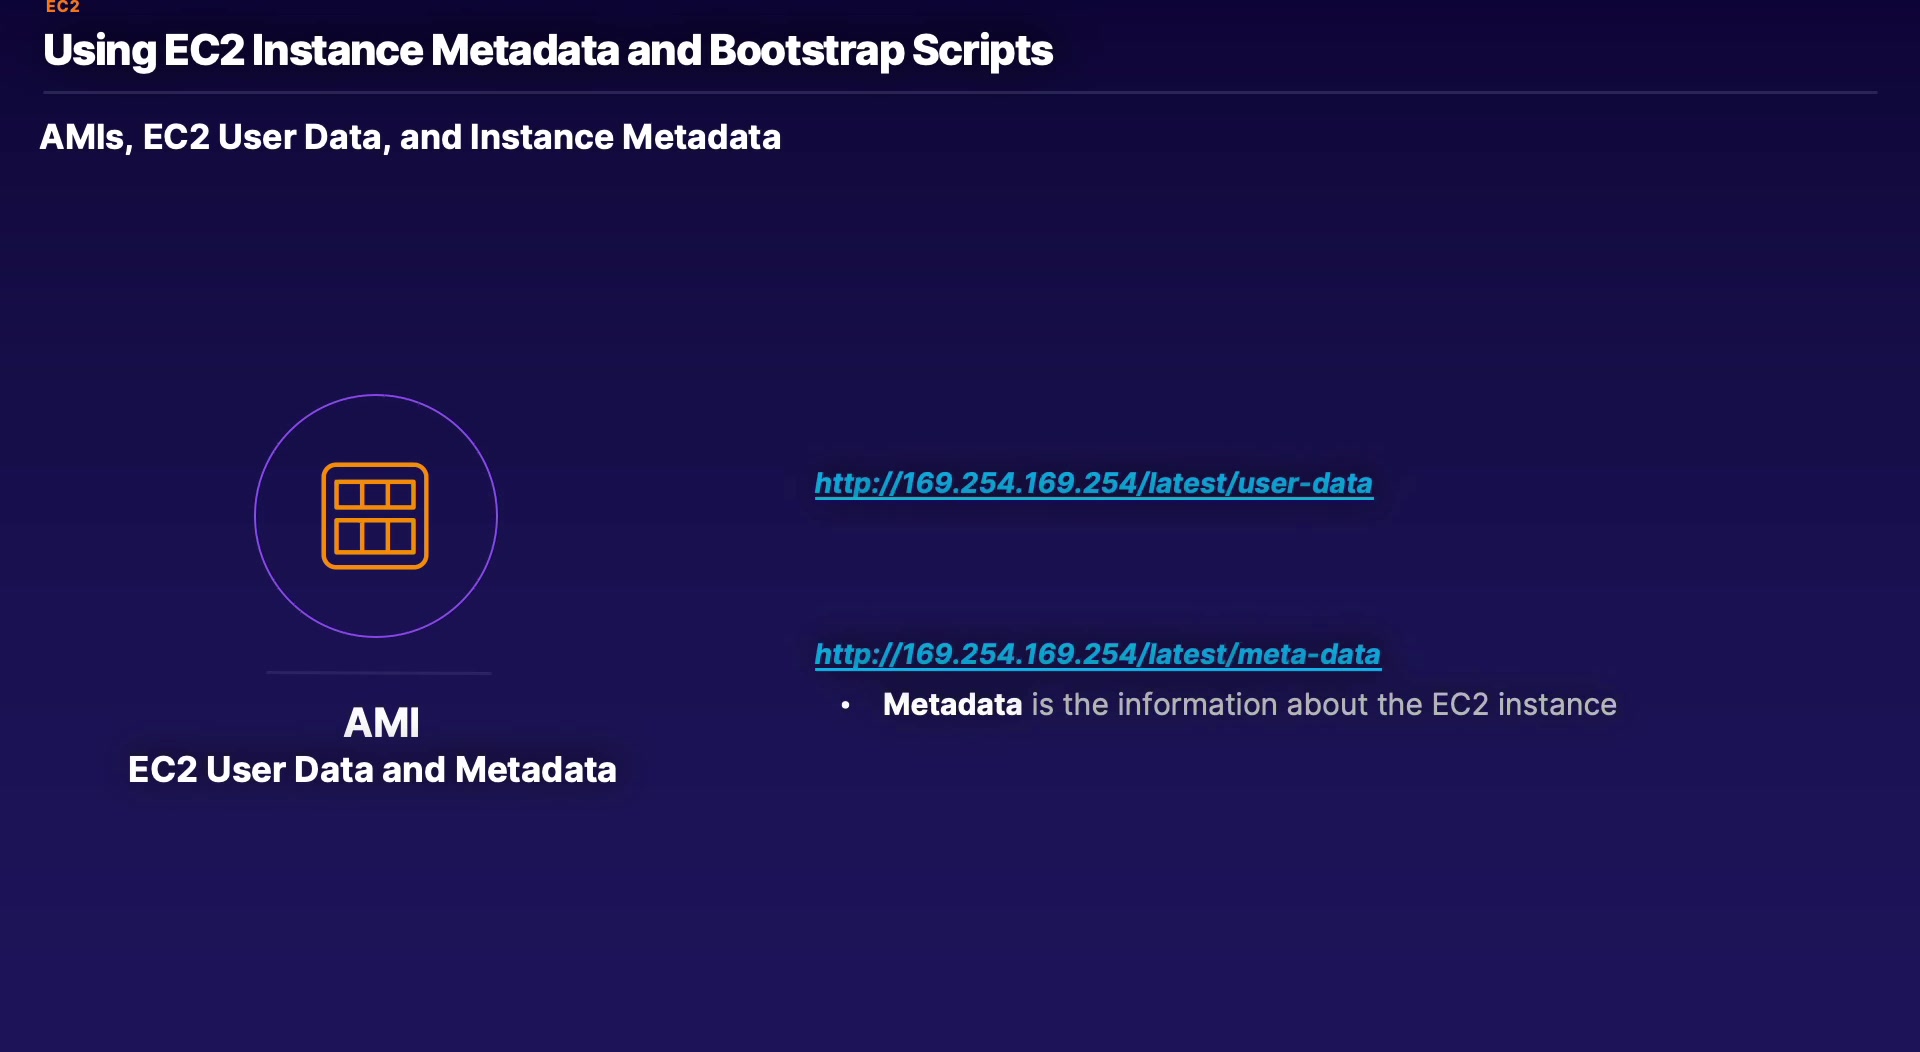 EC2
Using EC2 Instance Metadata and Bootstrap Scripts
AMIs, EC2 User Data, and Instance Metadata
AMI
EC2 User Data and Metadata
http://169.254.169.254/latest/user-data
http://169.254.169.254/latest/meta-data
• Metadata is the information about the EC2 instance